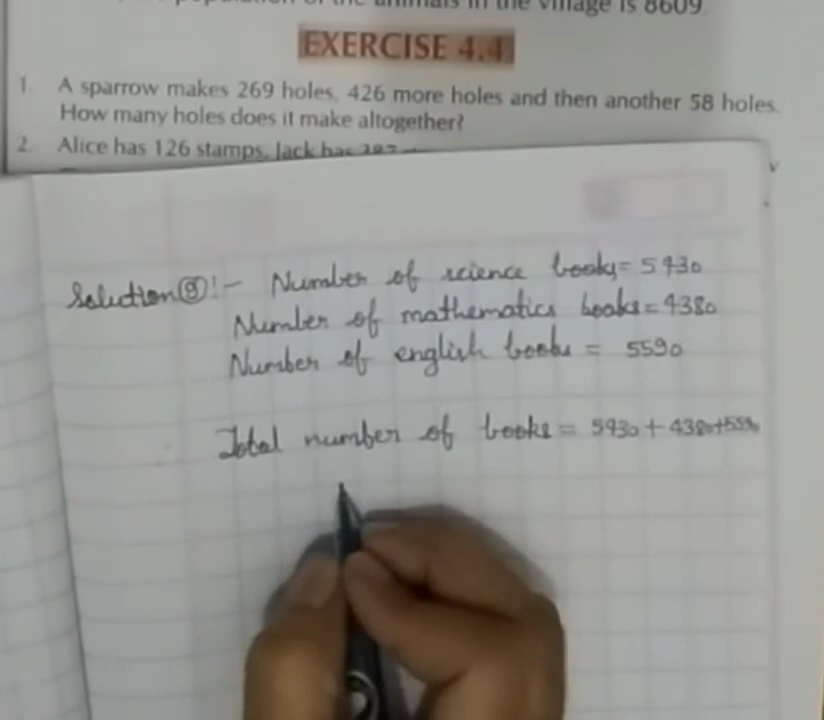 the animals in the village is 8609
EXERCISE 4.4
1. A sparrow makes 269 holes, 426 more holes and then another 58 holes.
How many holes does it make altogether?
2. Alice has 126 stamps. Jack has 387
Solution ⑧:- Number of science books = 5930
Number of mathematics books = 4380
Number of english books = 5590
Total number of books = 5930 + 4380 + 5590